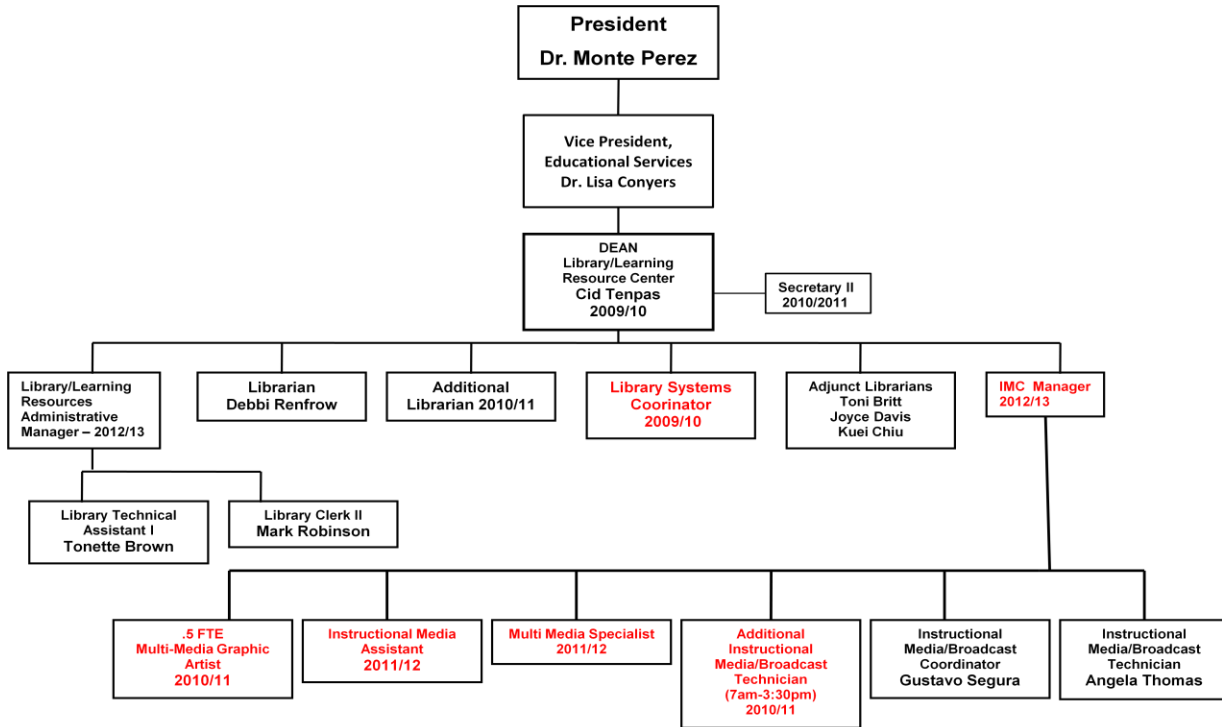 President
Dr. Monte Perez
Vice President,
Educational Services
Dr. Lisa Conyers
DEAN
Library/Learning
Resource Center
Cid Tenpas
2009/10
Secretary II
2010/2011
Library/Learning
Resources
Administrative
Manager – 2012/13
Librarian
Debbi Renfrow
Additional
Librarian 2010/11
Library Systems
Coorinator
2009/10
Adjunct Librarians
Toni Britt
Joyce Davis
Kuei Chiu
IMC Manager
2012/13
Library Technical
Assistant I
Tonette Brown
Library Clerk II
Mark Robinson
.5 FTE
Multi-Media Graphic
Artist
2010/11
Instructional Media
Assistant
2011/12
Multi Media Specialist
2011/12
Additional
Instructional
Media/Broadcast
Technician
(7am-3:30pm)
2010/11
Instructional
Media/Broadcast
Coordinator
Gustavo Segura
Instructional
Media/Broadcast
Technician
Angela Thomas